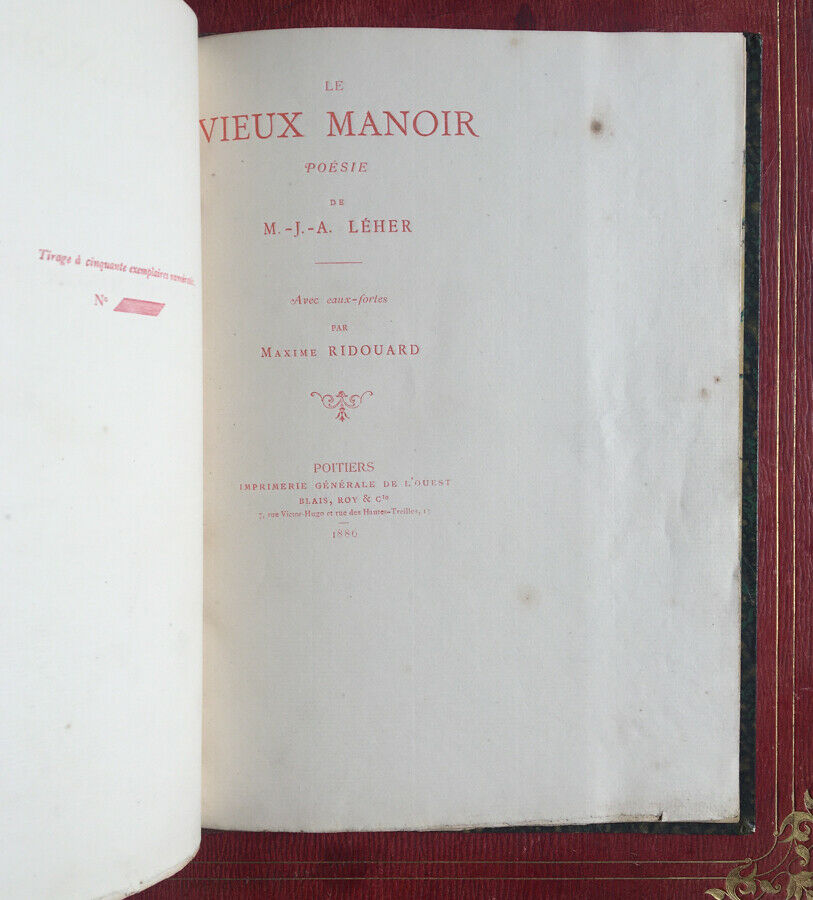 Tirage à cinquante exemplaires numérotés.
N°
LE
VIEUX MANOIR
POÉSIE
DE
M.-J.-A. LÉHER
Avec eaux-fortes
PAR
MAXIME RIDOUARD
POITIERS
IMPRIMERIE GÉNÉRALE DE L'OUEST
BLAIS, ROY & Cie
7, rue Victor-Hugo et rue des Hautes-Treilles,
1886